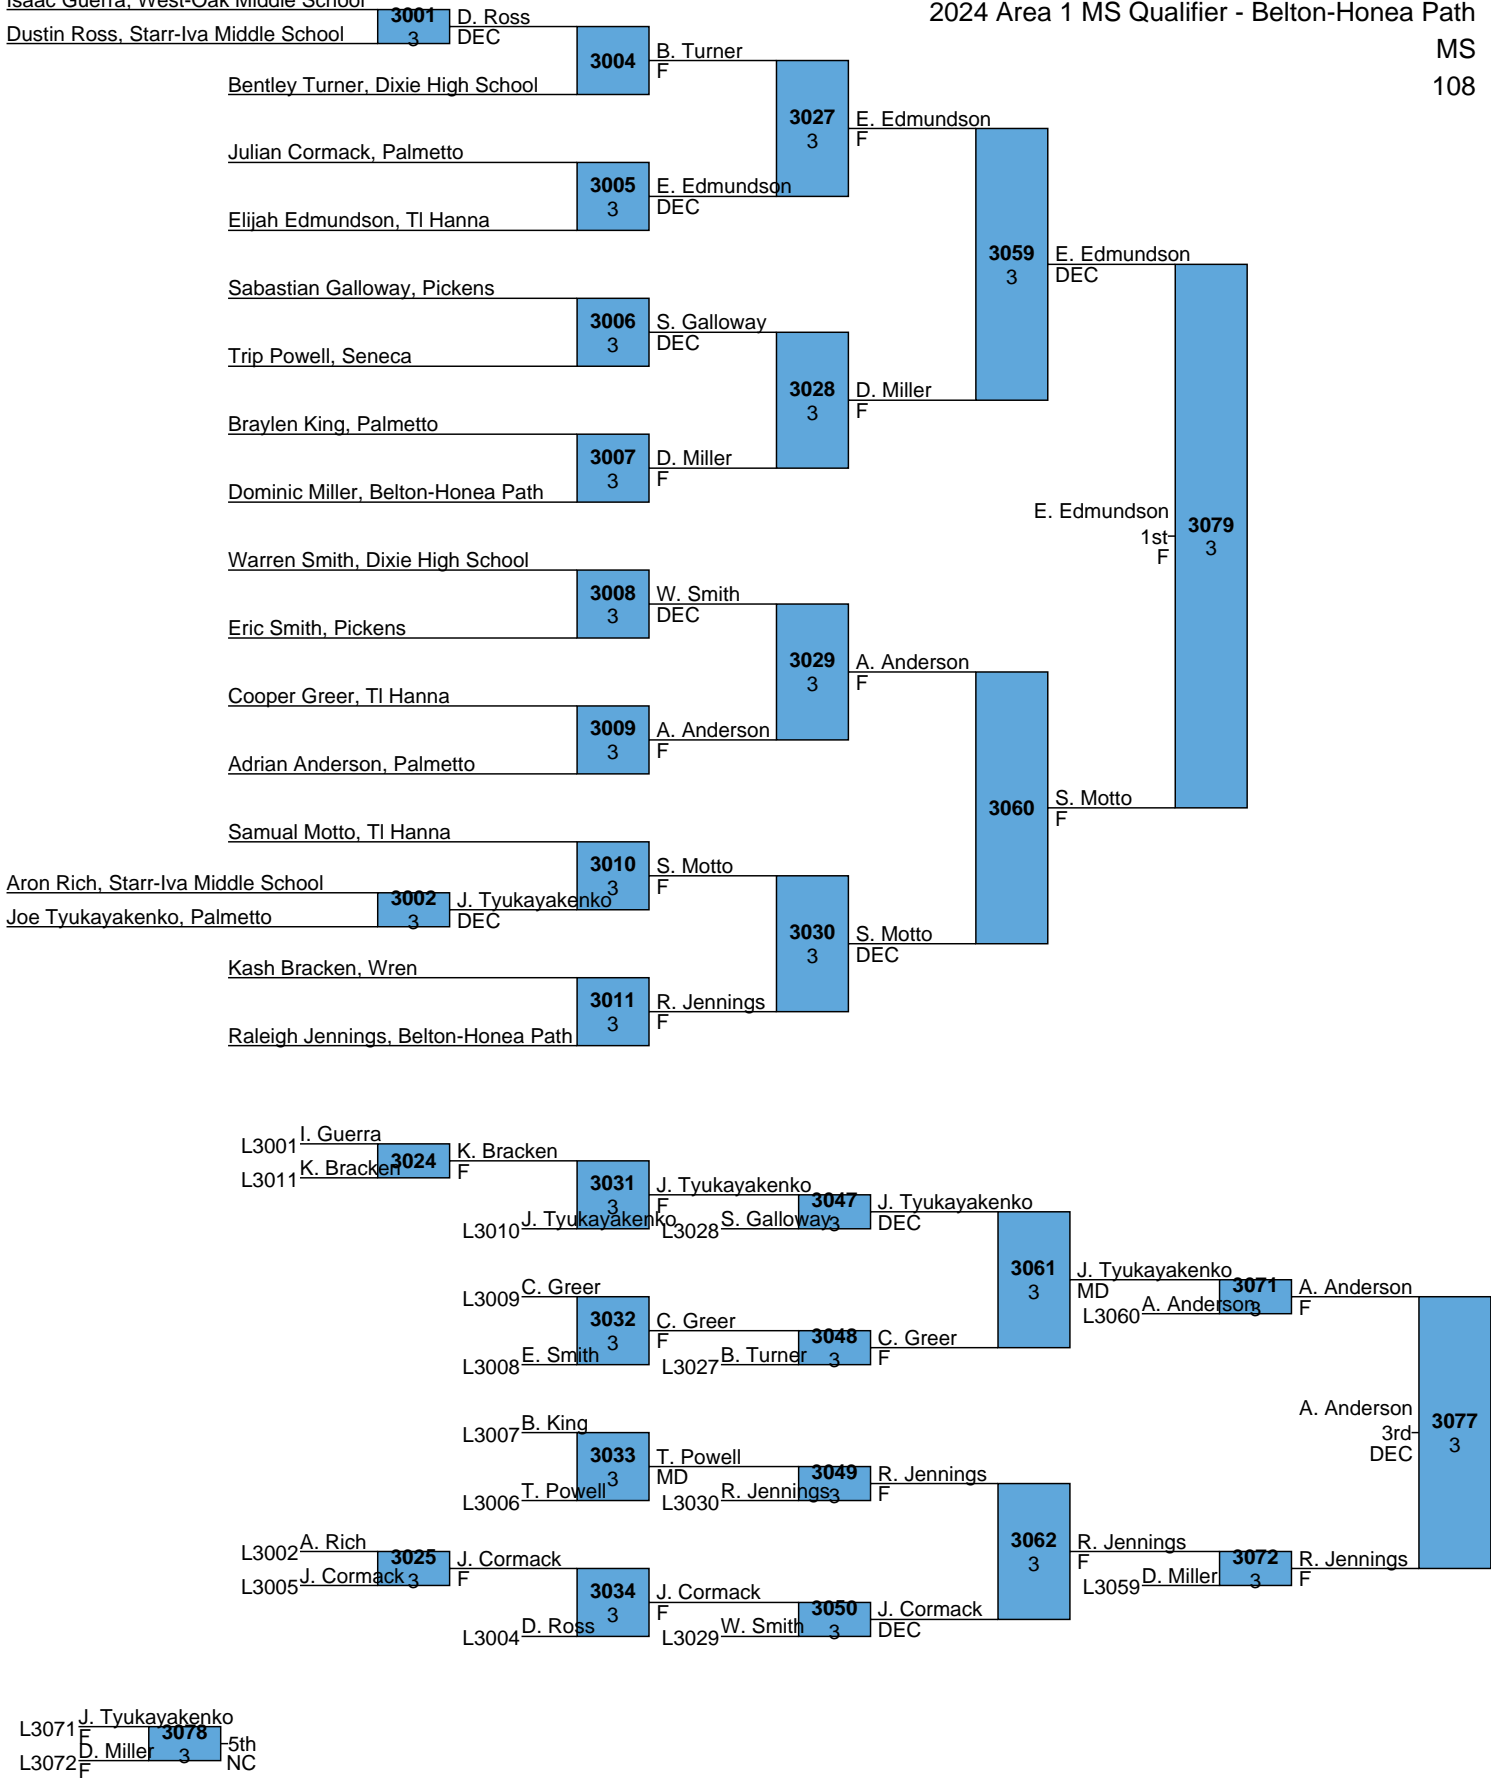 Isaac Guerra, West-Oak Middle School
2024 Area 1 MS Qualifier - Belton-Honea Path
MS
108
3001
3
D. Ross
DEC
Dustin Ross, Starr-Iva Middle School
3004
B. Turner
F
Bentley Turner, Dixie High School
3027
3
E. Edmundson
F
Julian Cormack, Palmetto
3005
3
E. Edmundson
DEC
Elijah Edmundson, Tl Hanna
3059
3
E. Edmundson
DEC
Sabastian Galloway, Pickens
3006
3
S. Galloway
DEC
Trip Powell, Seneca
3028
3
D. Miller
F
Braylen King, Palmetto
3007
3
D. Miller
F
Dominic Miller, Belton-Honea Path
E. Edmundson
1st
F
3079
3
Warren Smith, Dixie High School
3008
3
W. Smith
DEC
Eric Smith, Pickens
3029
3
A. Anderson
F
Cooper Greer, Tl Hanna
3009
3
A. Anderson
F
Adrian Anderson, Palmetto
3060
S. Motto
F
Samual Motto, Tl Hanna
3010
3
S. Motto
F
Aron Rich, Starr-Iva Middle School
3002
3
J. Tyukayakenko
DEC
Joe Tyukayakenko, Palmetto
3030
3
S. Motto
DEC
Kash Bracken, Wren
3011
3
R. Jennings
F
Raleigh Jennings, Belton-Honea Path
L3001
I. Guerra
L3011
K. Bracken
3024
K. Bracken
F
3031
3
J. Tyukayakenko
F
L3010
J. Tyukayakenko
L3028
S. Galloway
3047
3
J. Tyukayakenko
DEC
3061
3
J. Tyukayakenko
MD
L3060
A. Anderson
3071
3
A. Anderson
F
L3009
C. Greer
3032
3
C. Greer
F
L3008
E. Smith
L3027
B. Turner
3048
3
C. Greer
F
A. Anderson
3rd
DEC
3077
3
L3007
B. King
3033
3
T. Powell
MD
L3006
T. Powell
L3030
R. Jennings
3049
3
R. Jennings
F
3062
3
R. Jennings
F
L3059
D. Miller
3072
3
R. Jennings
F
L3002
A. Rich
L3005
J. Cormack
3025
3
J. Cormack
F
3034
3
J. Cormack
F
L3004
D. Ross
L3029
W. Smith
3050
3
J. Cormack
DEC
L3071
J. Tyukayakenko
F
3078
3
5th
NC
L3072
D. Miller
F